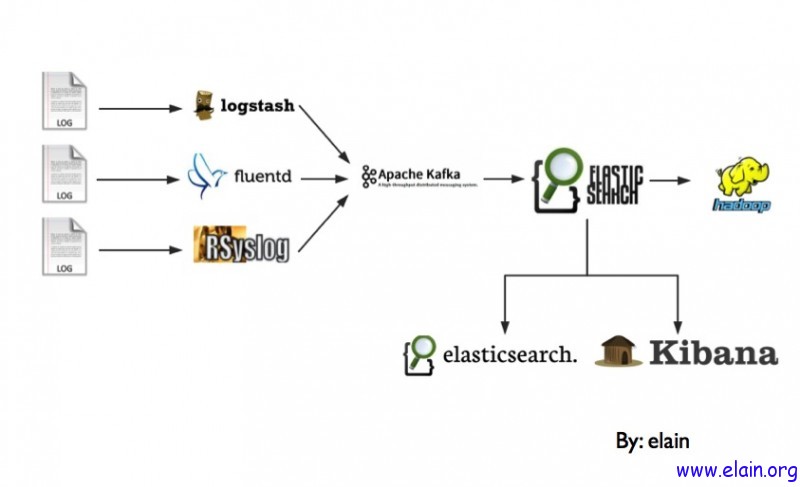 LOG
logstash
LOG
fluentd
Apache Kafka
A high-throughput distributed messaging system.
ELASTIC
SEARCH
hadoop
LOG
RSyslog
elasticsearch.
Kibana
By: elain
www.elain.org